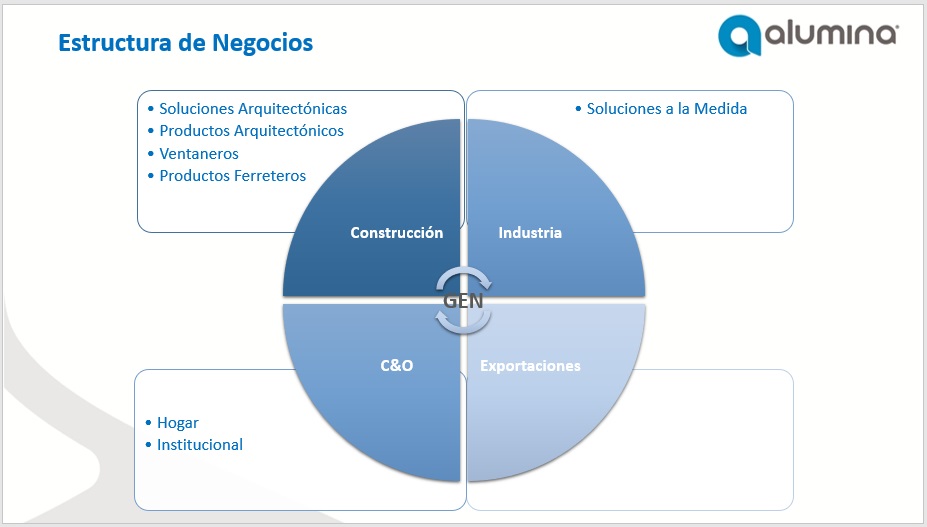 Estructura de Negocios
alumina®
• Soluciones Arquitectónicas
• Productos Arquitectónicos
• Ventaneros
• Productos Ferreteros
• Soluciones a la Medida
Construcción
Industria
GEN
C&O
Exportaciones
• Hogar
• Institucional